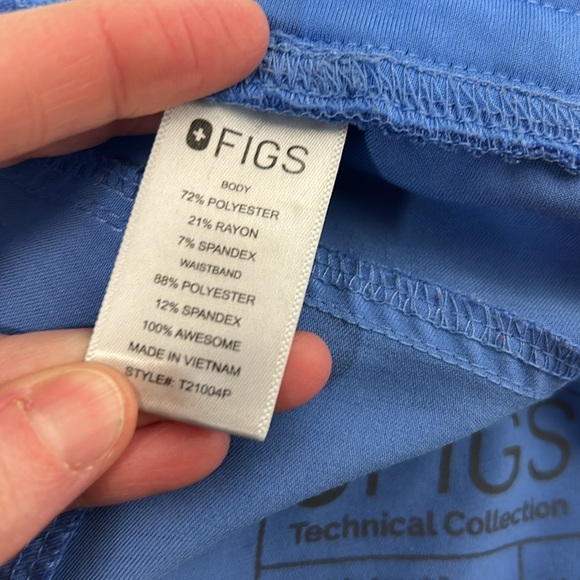 FIGS
BODY
72% POLYESTER
21% RAYON
7% SPANDEX
WAISTBAND
88% POLYESTER
12% SPANDEX
100% AWESOME
MADE IN VIETNAM
STYLE#: T21004P
FIGS
Technical Collection